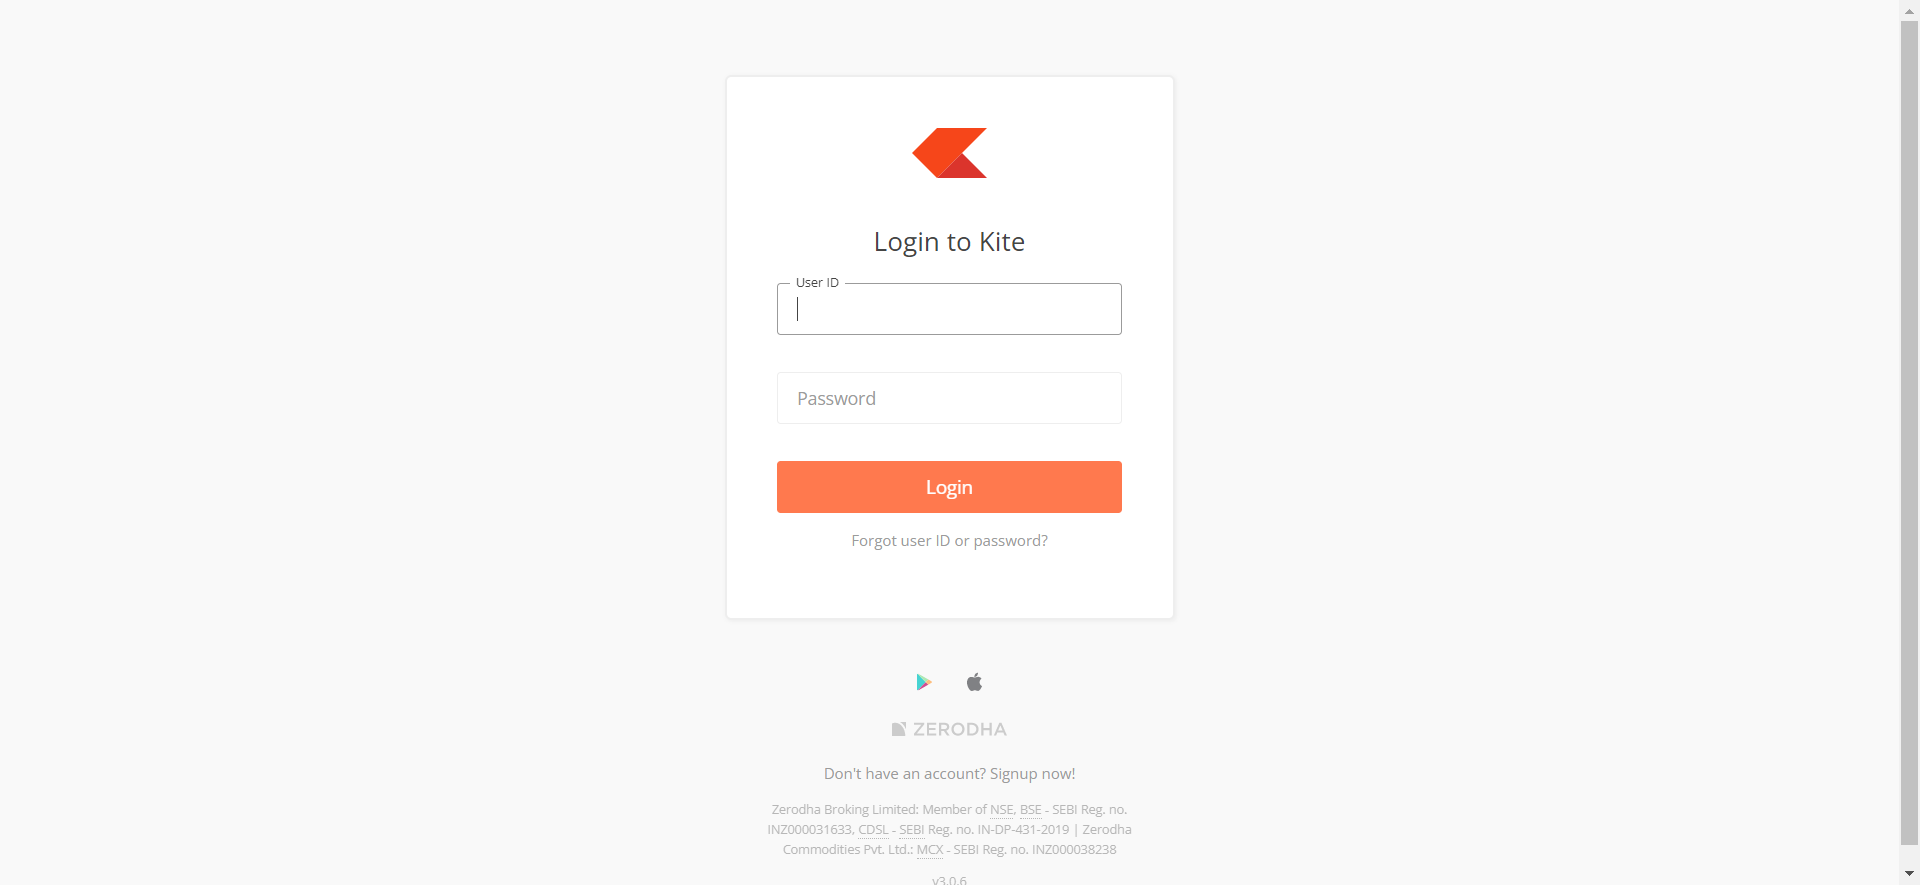 Login to Kite
User ID
Password
Login
Forgot user ID or password?
ZERODHA
Don't have an account? Signup now!
Zerodha Broking Limited: Member of NSE, BSE - SEBI Reg. no.
INZ000031633, CDSL - SEBI Reg. no. IN-DP-431-2019 | Zerodha
Commodities Pvt. Ltd.: MCX - SEBI Reg. no. INZ000038238
v3.0.6